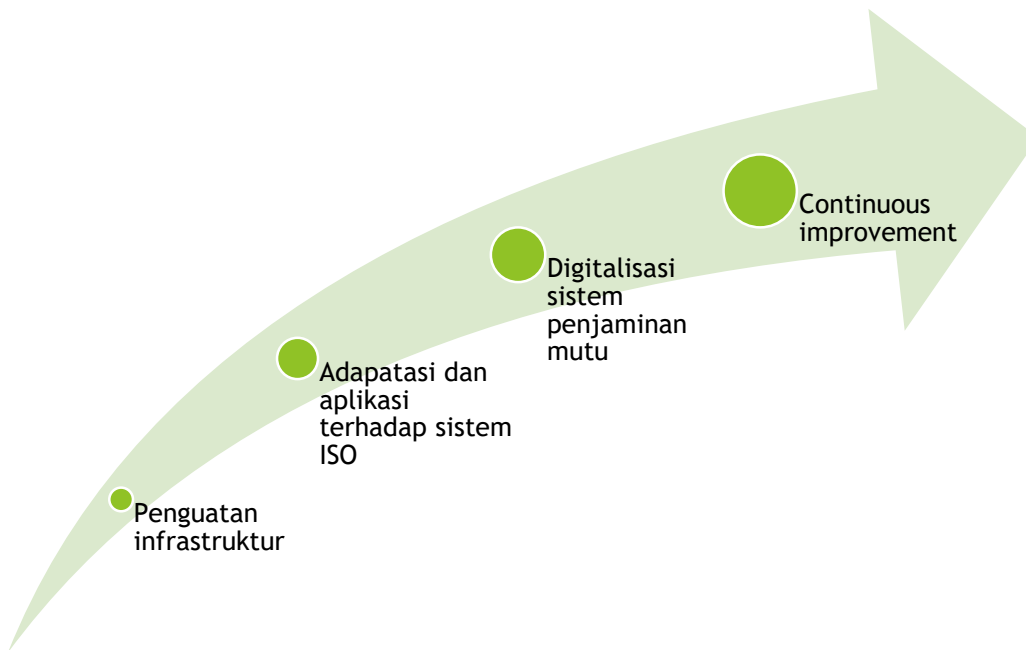 Penguatan
infrastruktur
Adapatasi dan
aplikasi
terhadap sistem
ISO
Digitalisasi
sistem
penjaminan
mutu
Continuous
improvement